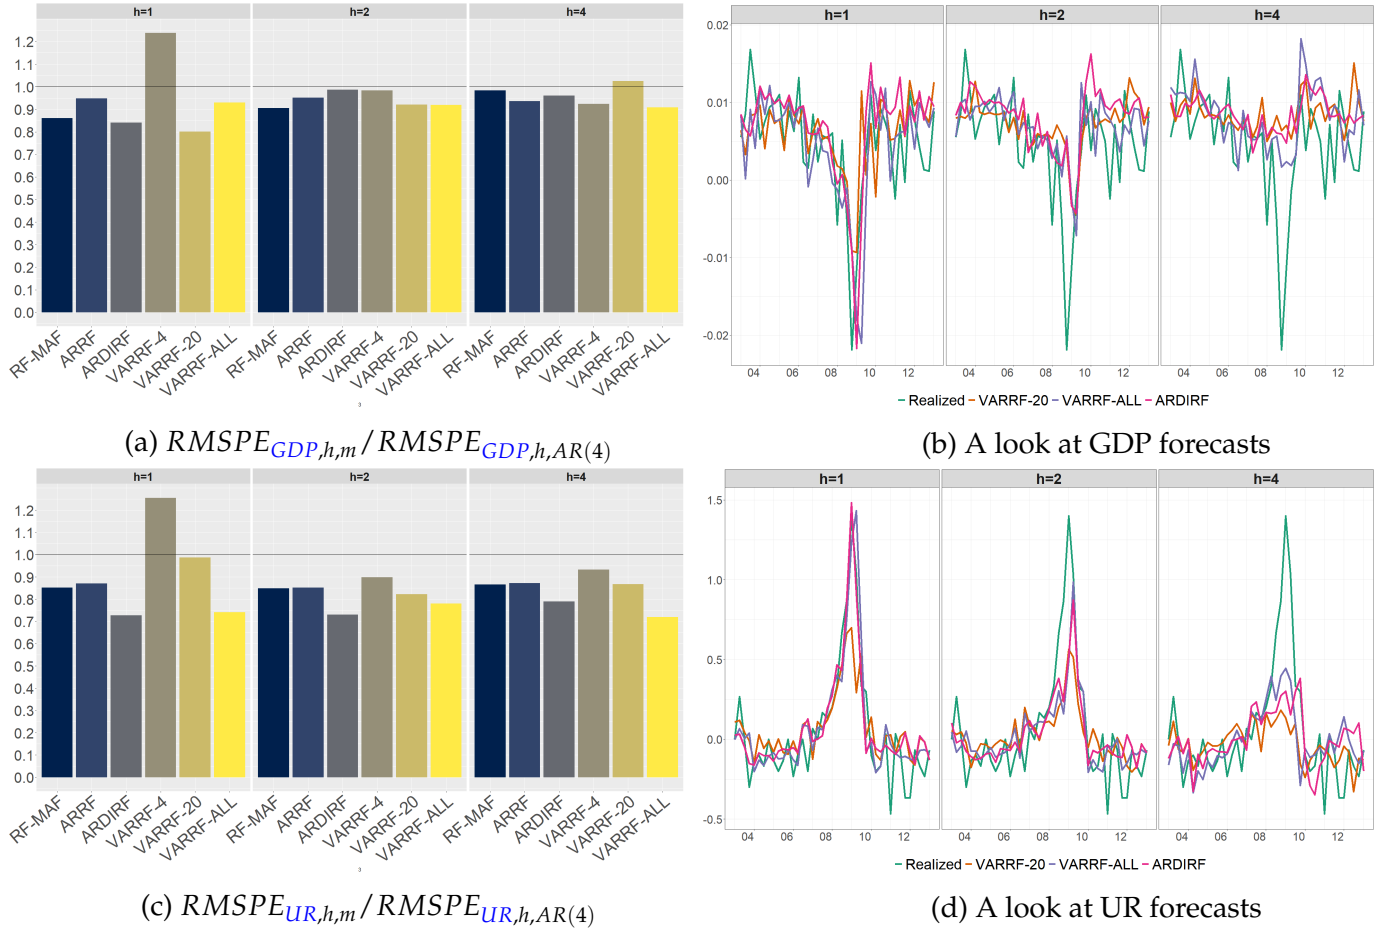 h=1 h=2 h=4
1.2
1.1
1.0
0.9
0.8
0.7
0.6
0.5
0.4
0.3
0.2
0.1
0.0
RF-MAF ARRF ARDIRF VARRF-4 VARRF-20 VARRF-ALL RF-MAF ARRF ARDIRF VARRF-4 VARRF-20 VARRF-ALL RF-MAF ARRF ARDIRF VARRF-4 VARRF-20 VARRF-ALL
(a) RMSPE_{GDP,h,m}/RMSPE_{GDP,h,AR(4)}
h=1 h=2 h=4
0.02
0.01
0.00
-0.01
-0.02
04 06 08 10 12 04 06 08 10 12 04 06 08 10 12
Realized VARRF-20 VARRF-ALL ARDIRF
(b) A look at GDP forecasts
h=1 h=2 h=4
1.2
1.1
1.0
0.9
0.8
0.7
0.6
0.5
0.4
0.3
0.2
0.1
0.0
RF-MAF ARRF ARDIRF VARRF-4 VARRF-20 VARRF-ALL RF-MAF ARRF ARDIRF VARRF-4 VARRF-20 VARRF-ALL RF-MAF ARRF ARDIRF VARRF-4 VARRF-20 VARRF-ALL
(c) RMSPE_{UR,h,m}/RMSPE_{UR,h,AR(4)}
h=1 h=2 h=4
1.5
1.0
0.5
0.0
-0.5
04 06 08 10 12 04 06 08 10 12 04 06 08 10 12
Realized VARRF-20 VARRF-ALL ARDIRF
(d) A look at UR forecasts